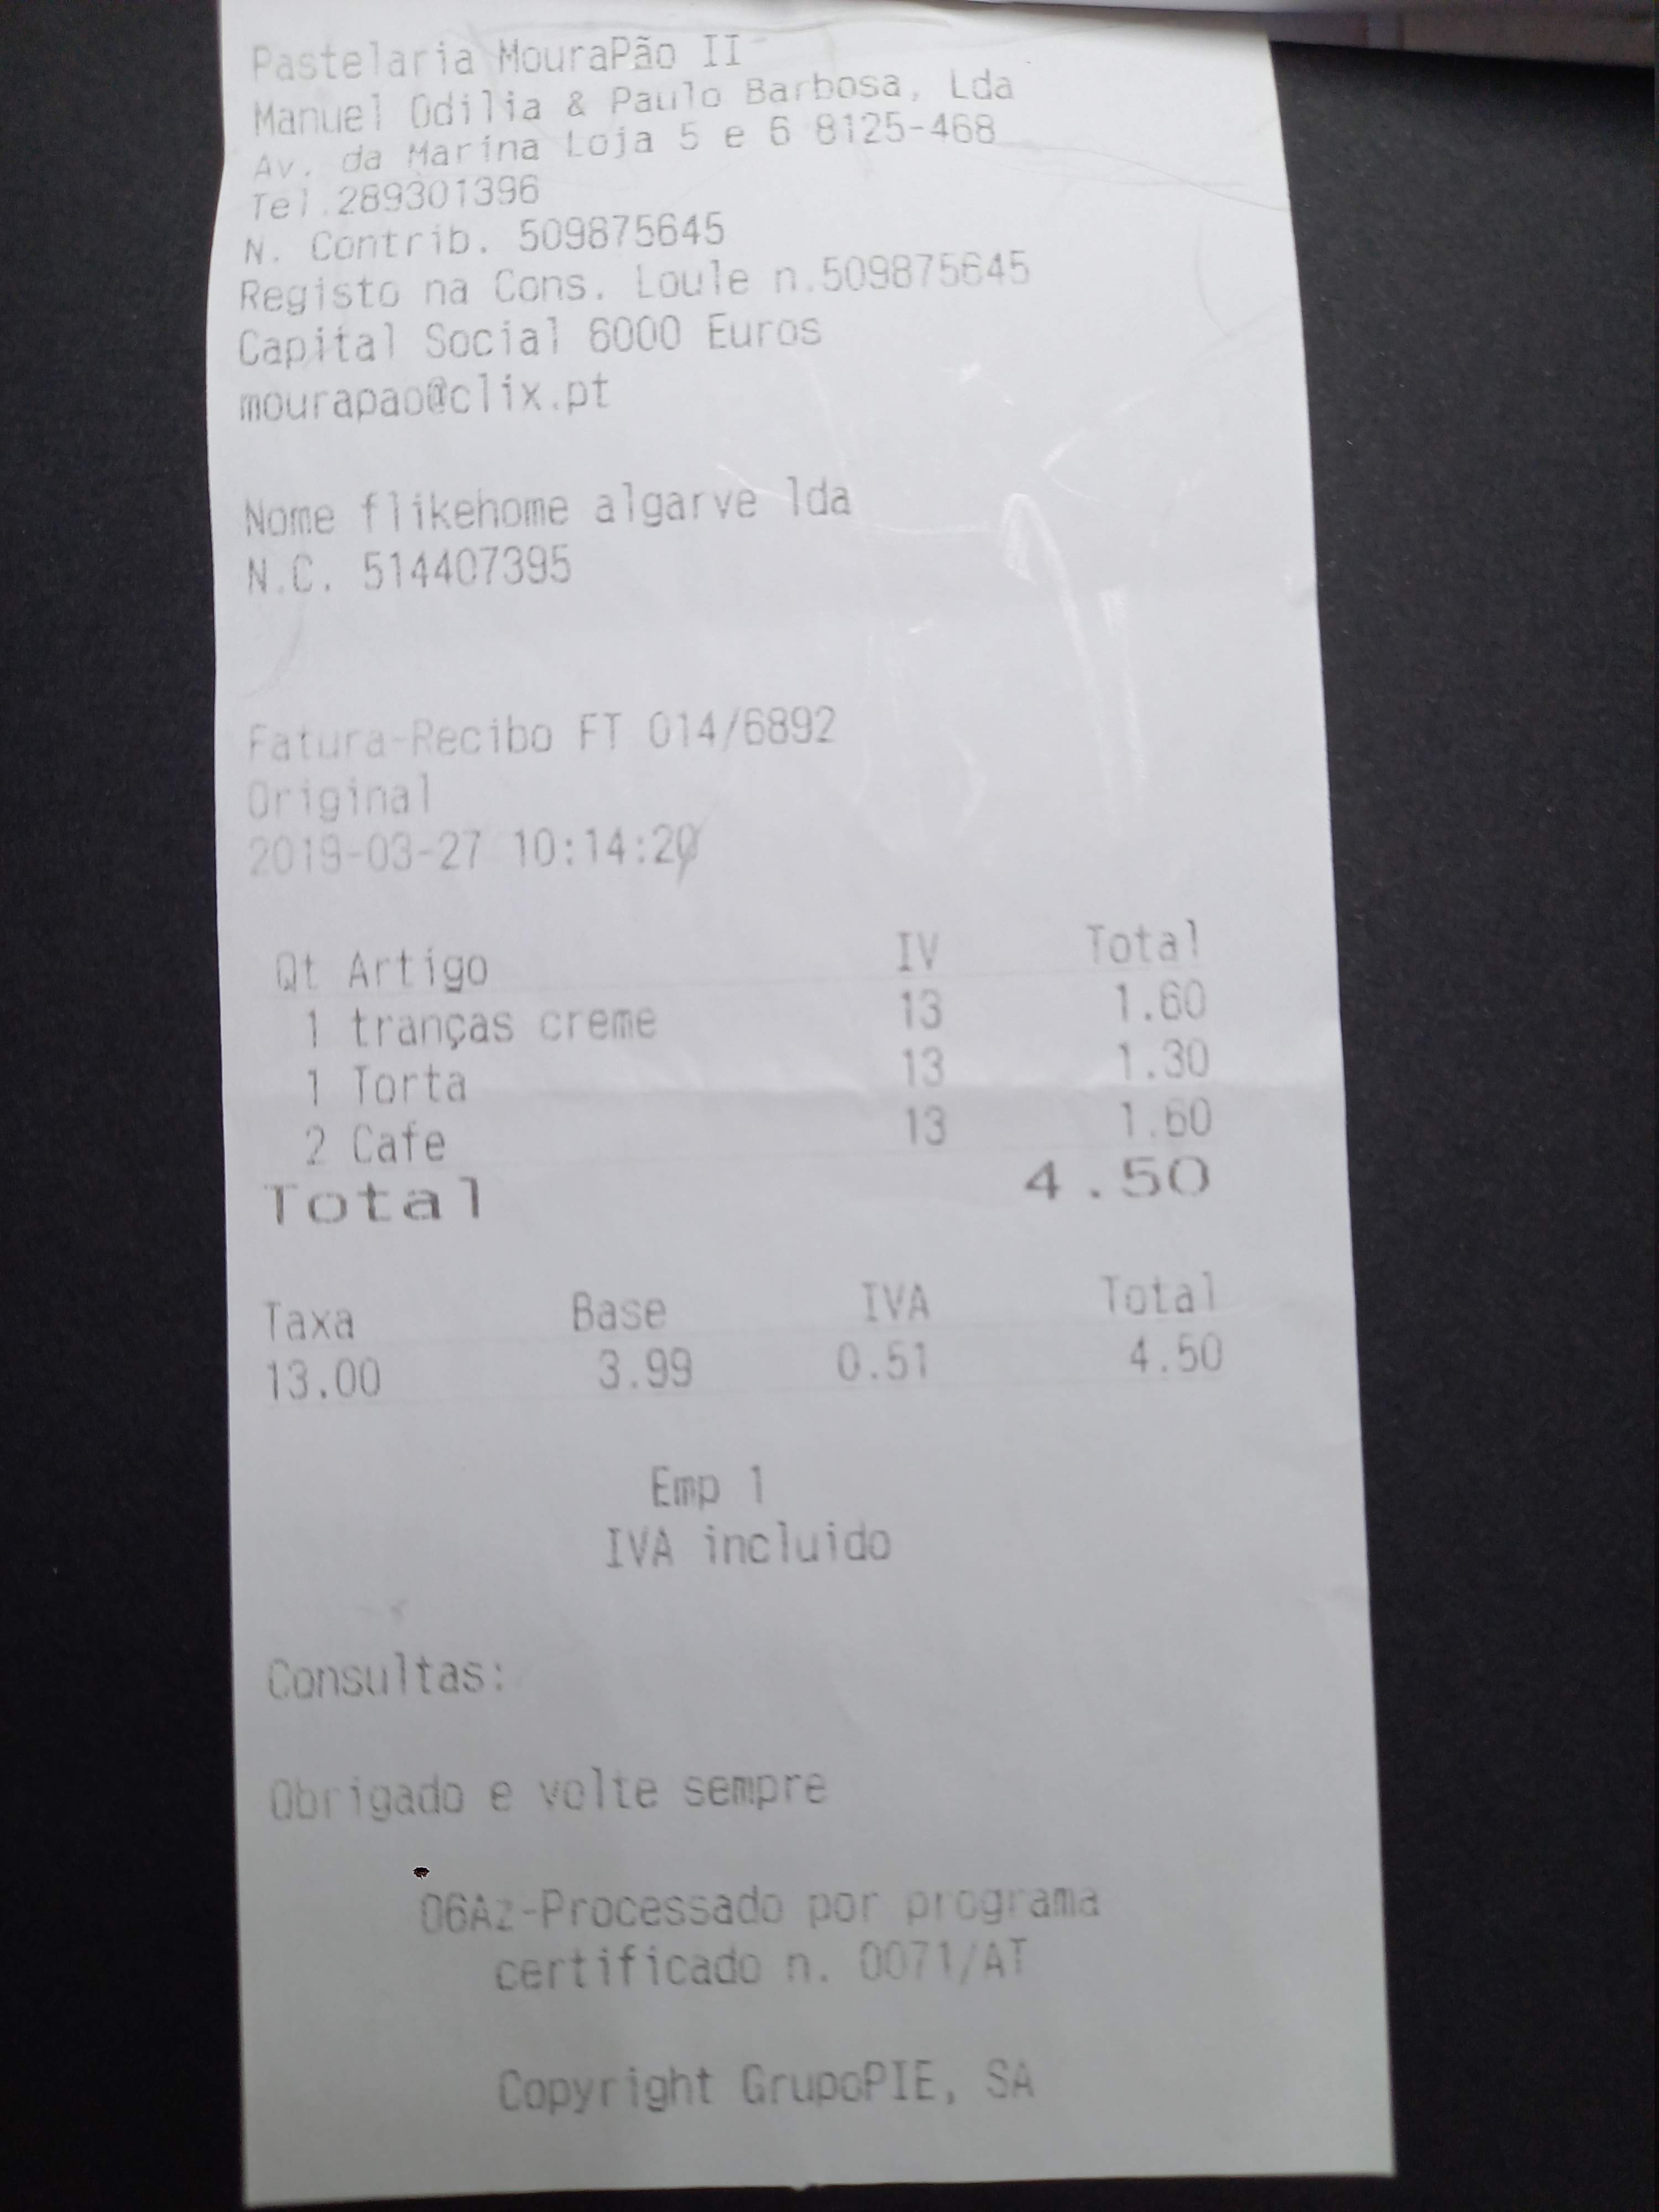 Pastelaria MouraPão II
Manuel Odilia & Paulo Barbosa, Lda
Av. da Marina Loja 5 e 6 8125-468
Tel.289301396
N. Contrib. 509875645
Registo na Cons. Loule n.509875645
Capital Social 6000 Euros
mourapao@clix.pt
Nome flikehome algarve lda
N.C. 514407395
Fatura-Recibo FT 014/6892
Original
2019-03-27 10:14:20
Qt Artigo IV Total
1 tranças creme 13 1.60
1 Torta 13 1.30
2 Cafe 13 1.60
Total 4.50
Taxa Base IVA Total
13.00 3.99 0.51 4.50
Emp 1
IVA incluido
Consultas:
Obrigado e volte sempre
06Az-Processado por programa
certificado n. 0071/AT
Copyright GrupoPIE, SA